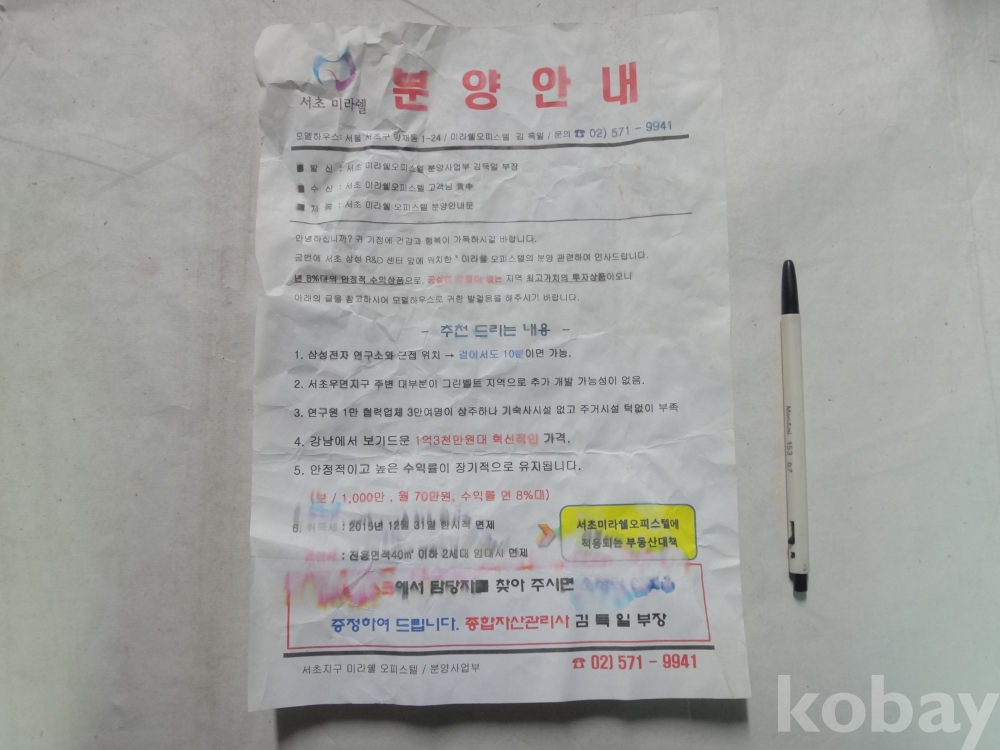 서초 미라쉘
분양안내
모델하우스: 서울 서초구 양재동 1-24 / 미라쉘오피스텔 김 득일 / 문의 ☎ 02) 571 - 9941
발 신 : 서초 미라쉘오피스텔 분양사업부 김득일 부장
수 신 : 서초 미라쉘오피스텔 고객님 貴中
제 목 : 서초 미라쉘 오피스텔 분양안내문
안녕하십니까? 귀 가정에 건강과 행복이 가득하시길 바랍니다.
금번에 서초 삼성 R&D 센터 앞에 위치한 " 미라쉘 오피스텔의 분양 관련하여 인사드립니다.
년 8%대의 안정적 수익상품으로, 지역 최고가치의 투자상품이오니
아래의 글을 참고하시어 모델하우스로 귀한 발걸음을 해주시기 바랍니다.
- 추천 드리는 내용 -
1. 삼성전자 연구소와 근접 위치 → 걸어서도 10분이면 가능.
2. 서초우면지구 주변 대부분이 그린벨트 지역으로 추가 개발 가능성이 없음.
3. 연구원 1만 협력업체 3만여명이 상주하나 기숙사시설 없고 주거시설 턱없이 부족
4. 강남에서 보기드문 1억3천만원대 가격.
5. 안정적이고 높은 수익률이 장기적으로 유지됩니다.
(보 / 1,000만 , 월 70만원, 수익률 연 8%대)
6. 취득세 : 2015년 12월 31일 한시적 면제
: 전용면적40㎡ 이하 2세대 임대시 면제
서초미라쉘오피스텔에
적용되는 부동산대책
에서 담당자를 찾아 주시면
증정하여 드립니다. 종합자산관리사 김 득 일 부장
서초지구 미라쉘 오피스텔 / 분양사업부
☎ 02) 571 - 9941
Monami 153
kobay